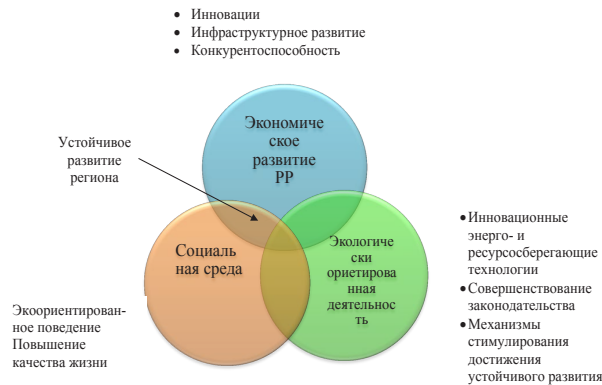 • Инновации
• Инфраструктурное развитие
• Конкурентоспособность
Экономиче
ское
развитие
РР
Устойчивое
развитие
региона
Социаль
ная среда
Экологиче
ски
ориетирова
нная
деятельнос
ть
Экоориентирован-
ное поведение
Повышение
качества жизни
• Инновационные
энерго- и
ресурсосберегающие
технологии
• Совершенствование
законодательства
• Механизмы
стимулирования
достижения
устойчивого развития